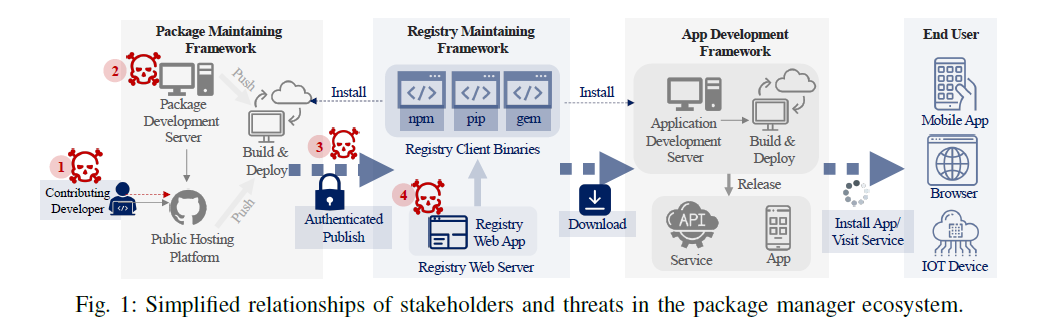 Package Maintaining
Framework
2
Push
Package
Development
Server
Build &
Deploy
1
Contributing
Developer
Push
Public Hosting
Platform
Install
3
Authenticated
Publish
Registry Maintaining
Framework
npm
pip
gem
Registry Client Binaries
4
Registry
Web App
Registry Web Server
Install
Download
App Development
Framework
Application
Development
Server
Build &
Deploy
Release
API
Service
App
Install App/
Visit Service
End User
Mobile App
Browser
IOT Device
Fig. 1: Simplified relationships of stakeholders and threats in the package manager ecosystem.